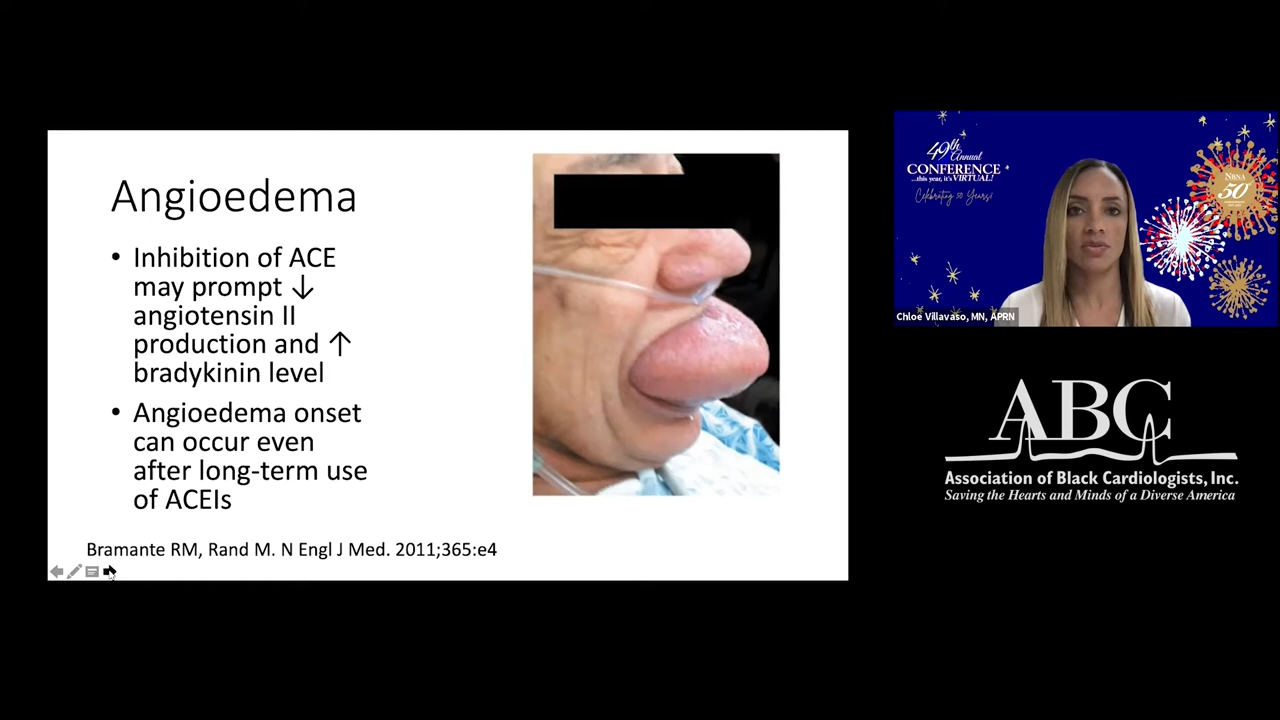 Angioedema
• Inhibition of ACE
may prompt ↓
angiotensin II
production and ↑
bradykinin level
• Angioedema onset
can occur even
after long-term use
of ACEIs
Bramante RM, Rand M. N Engl J Med. 2011;365:e4
49th Annual
CONFERENCE
...this year, it's VIRTUAL!
Celebrating 50 Years!
NBNA
50
Chloe Villavaso, MN, APRN
ABC
Association of Black Cardiologists, Inc.
Saving the Hearts and Minds of a Diverse America